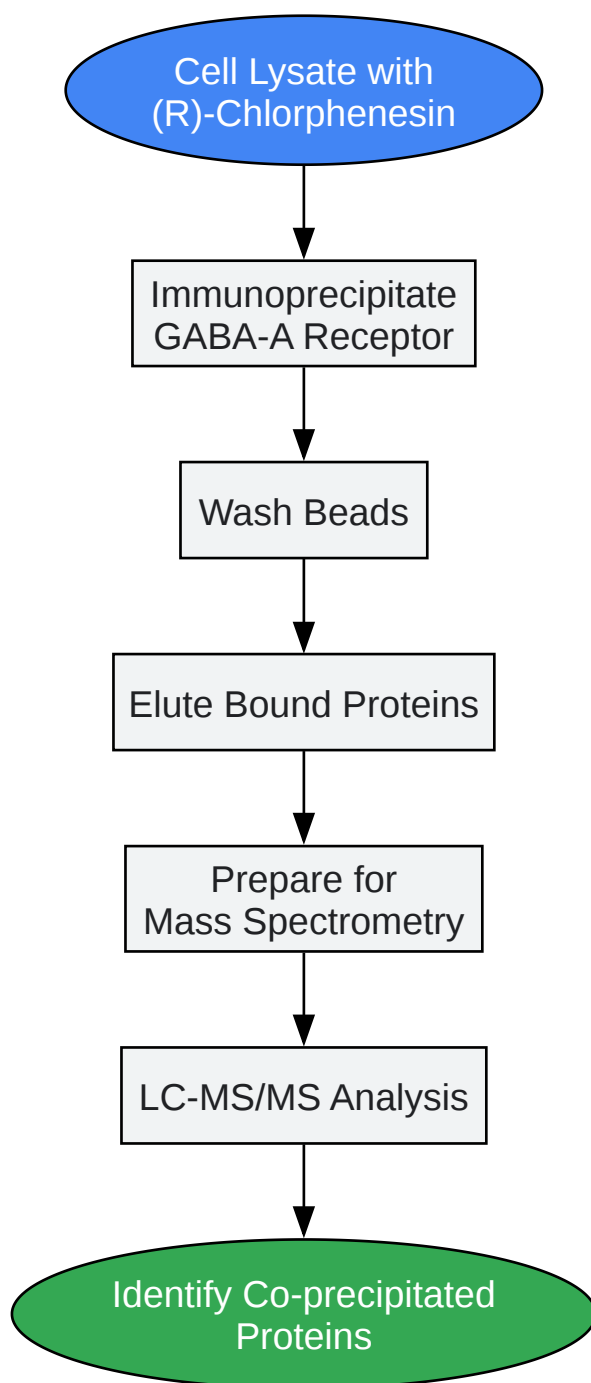 Cell Lysate with
(R)-Chlorphenesin
Immunoprecipitate
GABA-A Receptor
Wash Beads
Elute Bound Proteins
Prepare for
Mass Spectrometry
LC-MS/MS Analysis
Identify Co-precipitated
Proteins